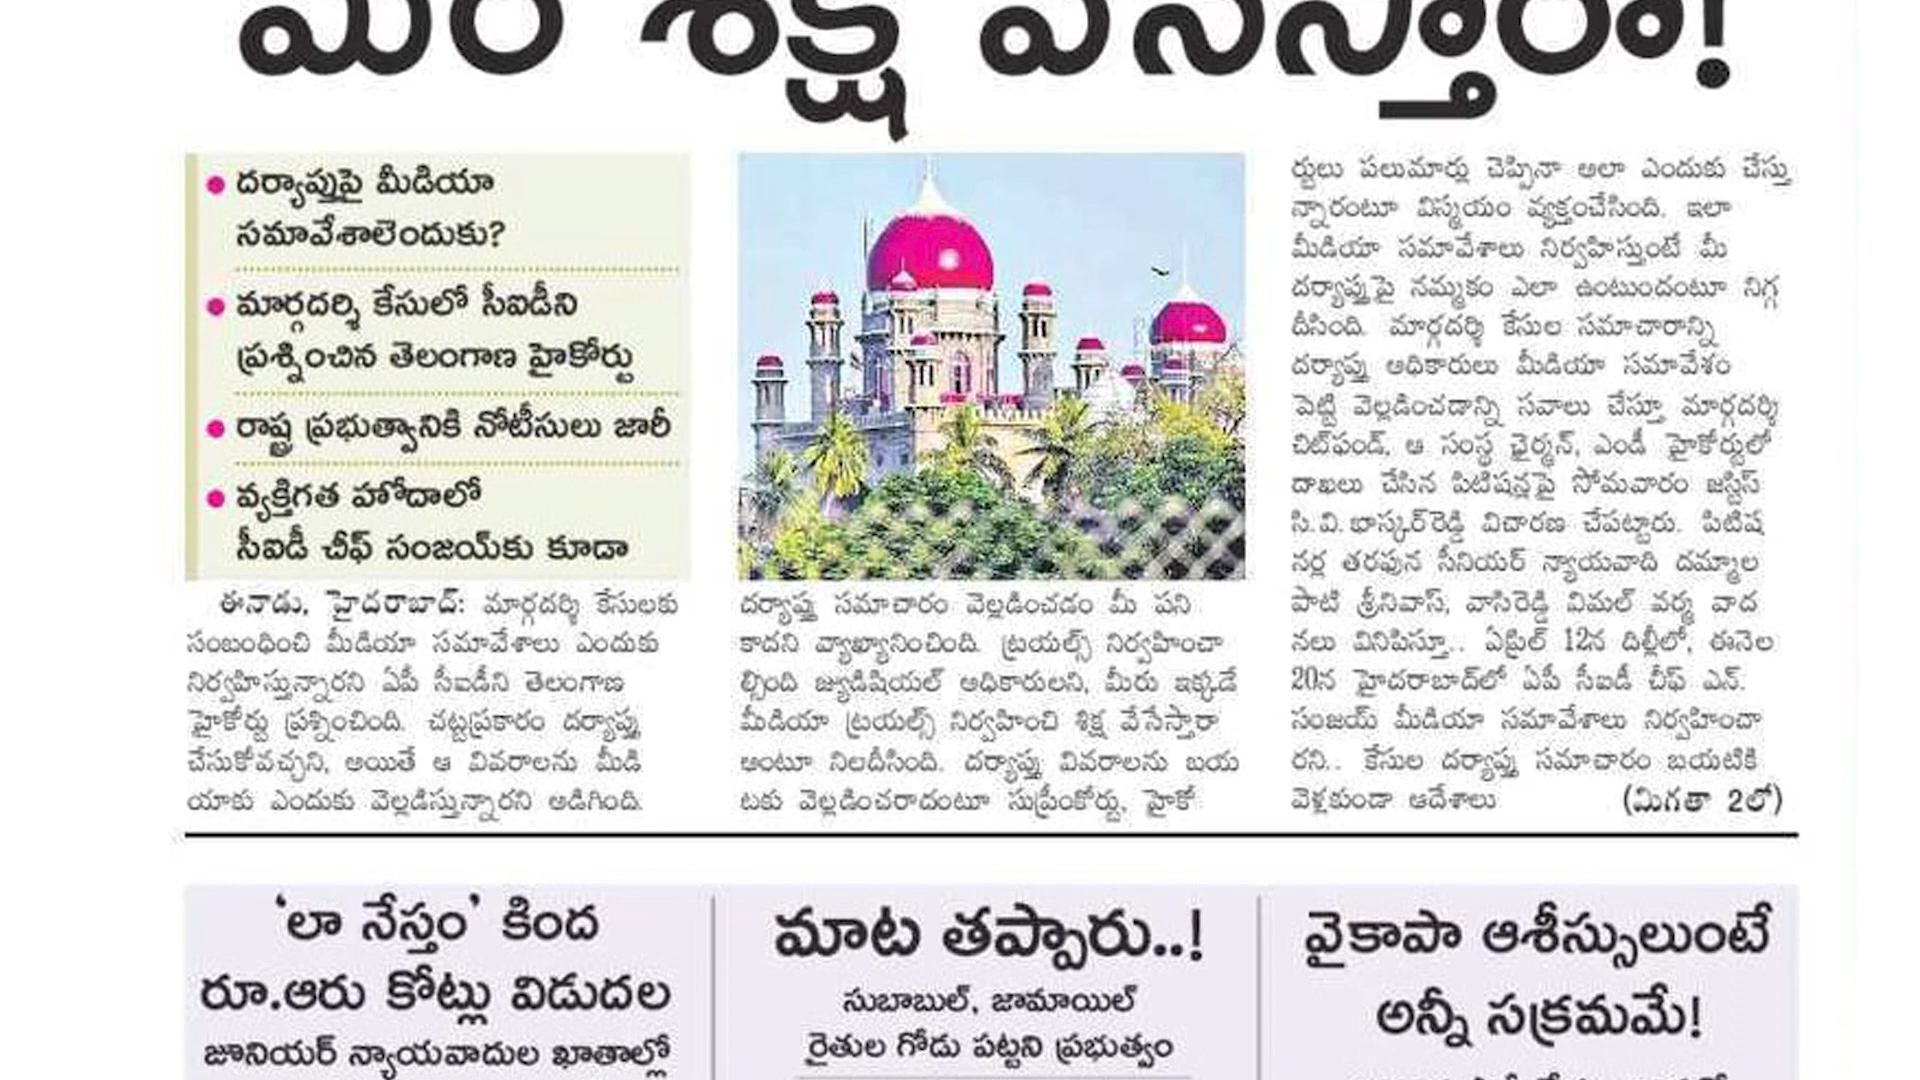 మీరే శిక్ష వేసేస్తారా!
● దర్యాప్తుపై మీడియా
సమావేశాలెందుకు?
● మార్గదర్శి కేసులో సీఐడీని
ప్రశ్నించిన తెలంగాణ హైకోర్టు
● రాష్ట్ర ప్రభుత్వానికి నోటీసులు జారీ
● వ్యక్తిగత హోదాలో
సీఐడీ చీఫ్ సంజయ్‌కు కూడా
ఈనాడు, హైదరాబాద్: మార్గదర్శి కేసులకు
సంబంధించి మీడియా సమావేశాలు ఎందుకు
నిర్వహిస్తున్నారని ఏపీ సీఐడీని తెలంగాణ
హైకోర్టు ప్రశ్నించింది. చట్టప్రకారం దర్యాప్తు
చేసుకోవచ్చని, అయితే ఆ వివరాలను మీడి
యాకు ఎందుకు వెల్లడిస్తున్నారని అడిగింది.
దర్యాప్తు సమాచారం వెల్లడించడం మీ పని
కాదని వ్యాఖ్యానించింది. ట్రయల్స్ నిర్వహించా
ల్సింది జ్యుడిషియల్ అధికారులని, మీరు ఇక్కడే
మీడియా ట్రయల్స్ నిర్వహించి శిక్ష వేసేస్తారా
అంటూ నిలదీసింది. దర్యాప్తు వివరాలను బయ
టకు వెల్లడించరాదంటూ సుప్రీంకోర్టు, హైకో
ర్టులు పలుమార్లు చెప్పినా అలా ఎందుకు చేస్తు
న్నారంటూ విస్మయం వ్యక్తంచేసింది. ఇలా
మీడియా సమావేశాలు నిర్వహిస్తుంటే మీ
దర్యాప్తుపై నమ్మకం ఎలా ఉంటుందంటూ నిగ్గ
దీసింది. మార్గదర్శి కేసుల సమాచారాన్ని
దర్యాప్తు అధికారులు మీడియా సమావేశం
పెట్టి వెల్లడించడాన్ని సవాలు చేస్తూ మార్గదర్శి
చిట్‌ఫండ్, ఆ సంస్థ ఛైర్మన్, ఎండీ హైకోర్టులో
దాఖలు చేసిన పిటిషన్లపై సోమవారం జస్టిస్
సి.వి.భాస్కర్‌రెడ్డి విచారణ చేపట్టారు. పిటిష
నర్ల తరఫున సీనియర్ న్యాయవాది దమ్మాల
పాటి శ్రీనివాస్, వాసిరెడ్డి విమల్ వర్మ వాద
నలు వినిపిస్తూ.. ఏప్రిల్ 12న దిల్లీలో, ఈనెల
20న హైదరాబాద్‌లో ఏపీ సీఐడీ చీఫ్ ఎన్.
సంజయ్ మీడియా సమావేశాలు నిర్వహించా
రని.. కేసుల దర్యాప్తు సమాచారం బయటికి
వెళ్లకుండా ఆదేశాలు (మిగతా 2లో)
‘లా నేస్తం’ కింద
రూ.ఆరు కోట్లు విడుదల
జూనియర్ న్యాయవాదుల ఖాతాల్లో
మాట తప్పారు..!
సుబాబుల్, జామాయిల్
రైతుల గోడు పట్టని ప్రభుత్వం
వైకాపా ఆశీస్సులుంటే
అన్నీ సక్రమమే!